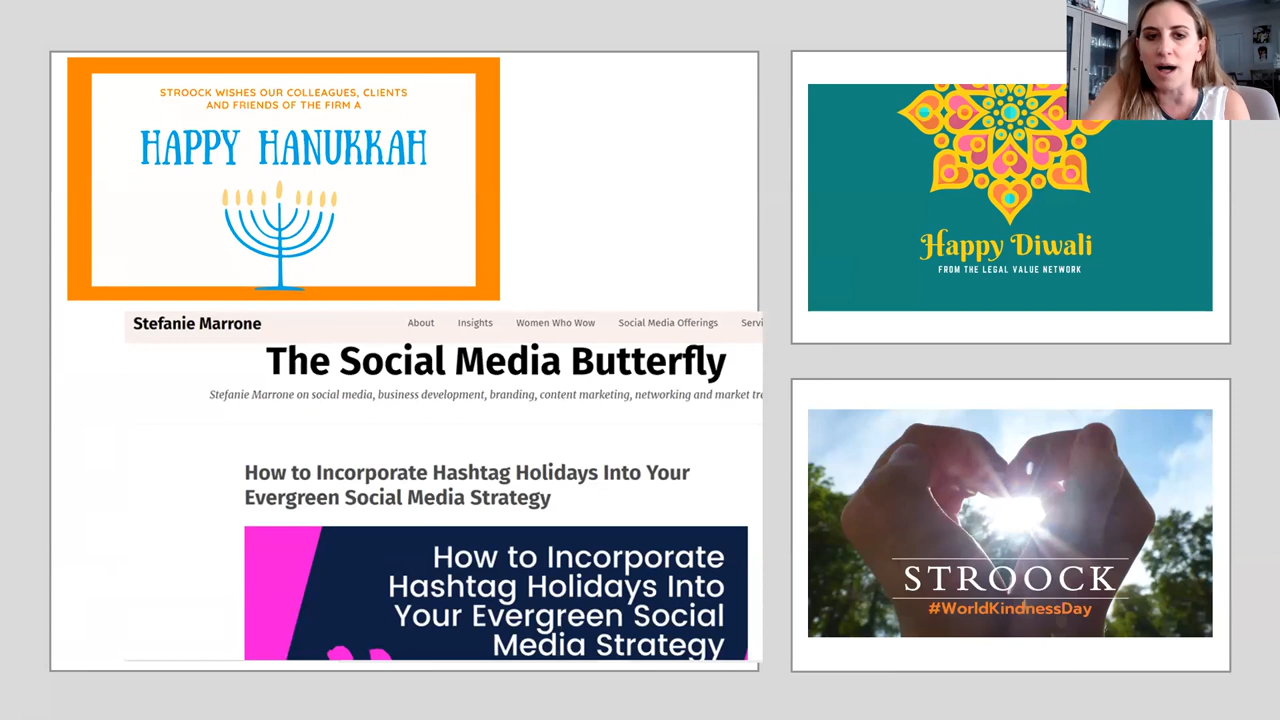 STROOCK WISHES OUR COLLEAGUES, CLIENTS
AND FRIENDS OF THE FIRM A
HAPPY HANUKKAH
Stefanie Marrone
About
Insights
Women Who Wow
Social Media Offerings
The Social Media Butterfly
Stefanie Marrone on social media, business development, branding, content marketing, networking and market
How to Incorporate Hashtag Holidays Into Your
Evergreen Social Media Strategy
How to Incorporate
Hashtag Holidays Into
Your Evergreen Social
Media Strategy
Happy Diwali
FROM THE LEGAL VALUE NETWORK
STROOCK
#WorldKindnessDay